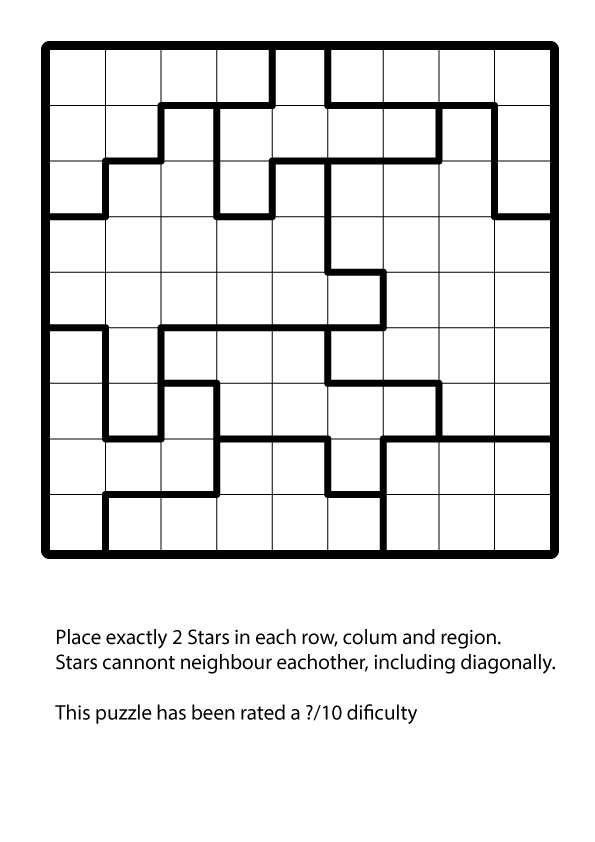 Place exactly 2 Stars in each row, colum and region.
Stars cannont neighbour eachother, including diagonally.
This puzzle has been rated a ?/10 dificulty